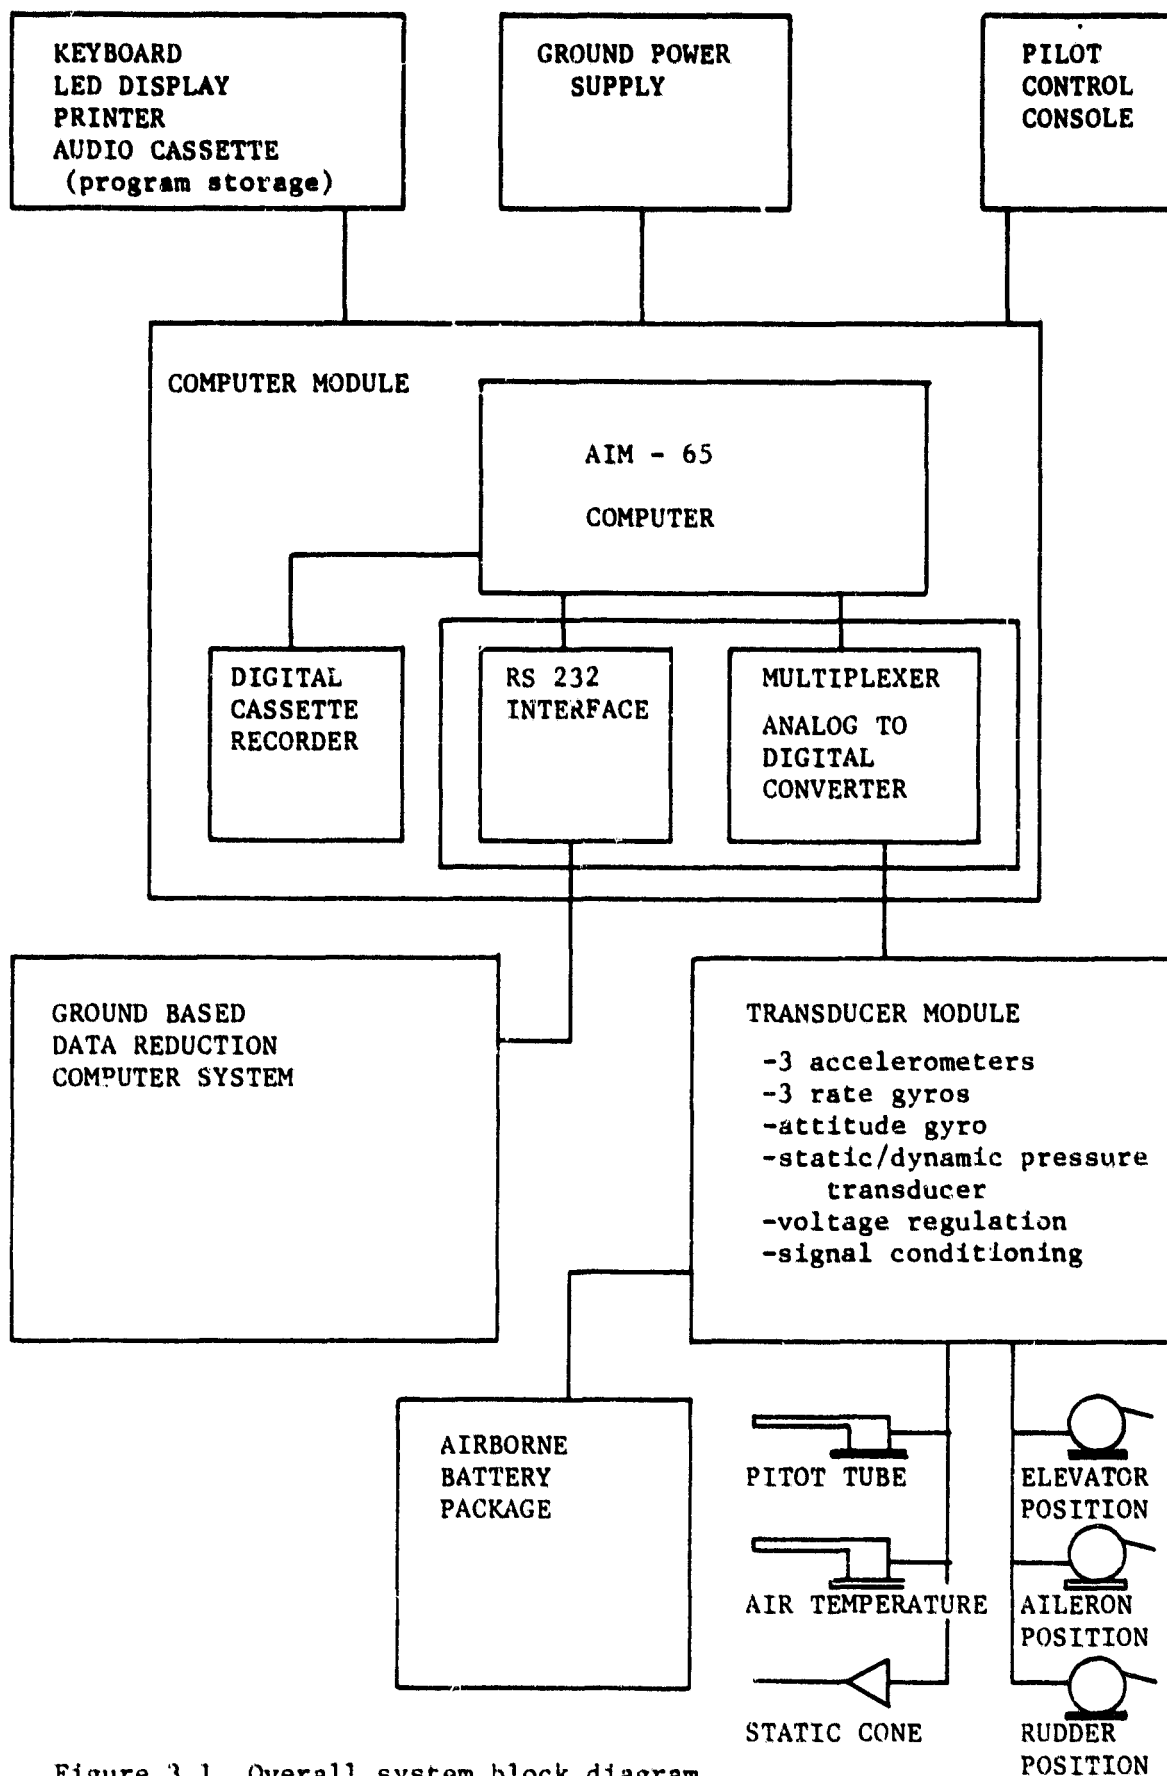 KEYBOARD
LED DISPLAY
PRINTER
AUDIO CASSETTE
(program storage)
GROUND POWER
SUPPLY
PILOT
CONTROL
CONSOLE
COMPUTER MODULE
AIM - 65
COMPUTER
DIGITAL
CASSETTE
RECORDER
RS 232
INTERFACE
MULTIPLEXER
ANALOG TO
DIGITAL
CONVERTER
GROUND BASED
DATA REDUCTION
COMPUTER SYSTEM
TRANSDUCER MODULE
-3 accelerometers
-3 rate gyros
-attitude gyro
-static/dynamic pressure
transducer
-voltage regulation
-signal conditioning
AIRBORNE
BATTERY
PACKAGE
PITOT TUBE
AIR TEMPERATURE
STATIC CONE
ELEVATOR
POSITION
AILERON
POSITION
RUDDER
POSITION
Figure 3.1 Overall system block diagram